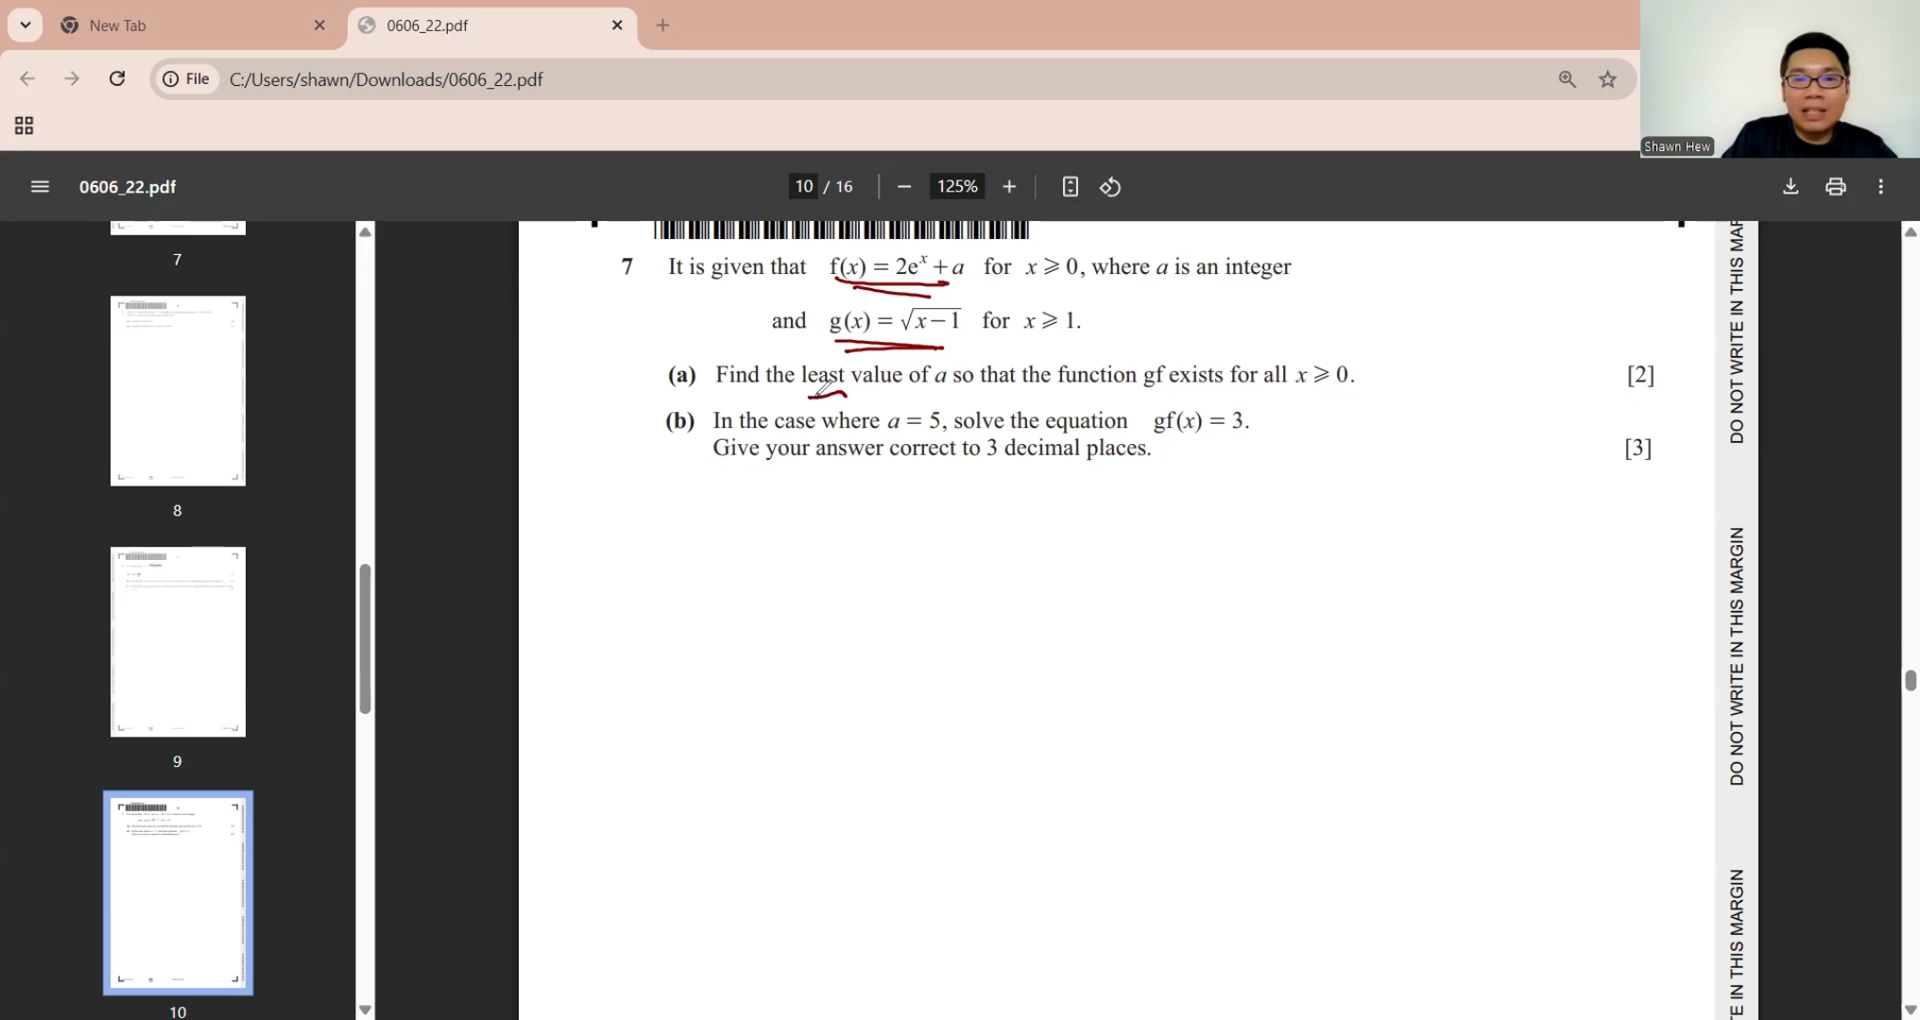 New Tab
0606_22.pdf
File C:/Users/shawn/Downloads/0606_22.pdf
Shawn Hew
0606_22.pdf
10 / 16
125%
7
8
9
10
7 It is given that f(x) = 2eˣ + a for x ⩾ 0, where a is an integer
and g(x) = √(x − 1) for x ⩾ 1.
(a) Find the least value of a so that the function gf exists for all x ⩾ 0. [2]
(b) In the case where a = 5, solve the equation gf(x) = 3.
Give your answer correct to 3 decimal places. [3]
DO NOT WRITE IN THIS MAR
DO NOT WRITE IN THIS MARGIN
E IN THIS MARGIN